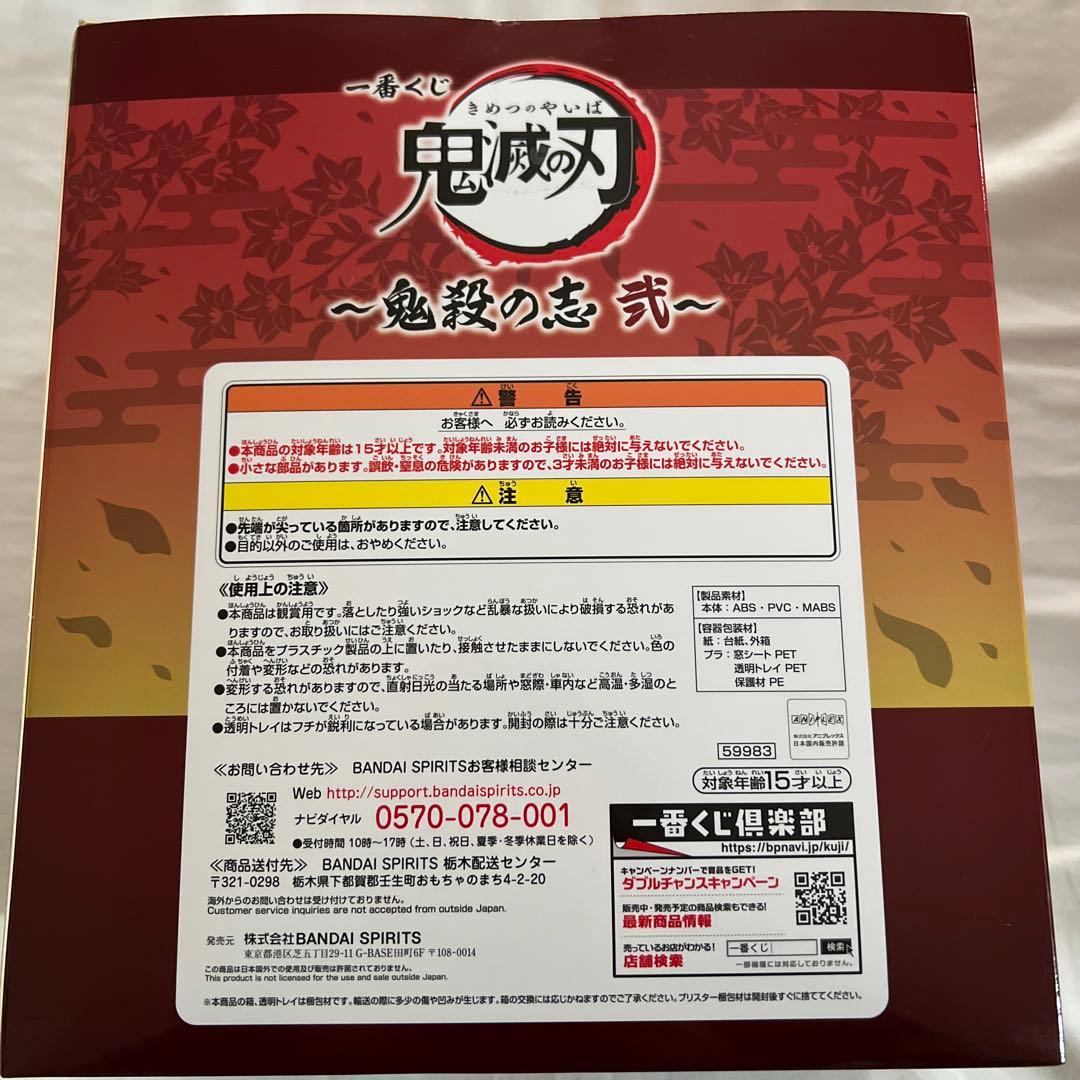 一番くじ
きめつのやいば
鬼滅の刃
～鬼殺の志 弐～
⚠警告
お客様へ 必ずお読みください。
●本商品の対象年齢は15才以上です。対象年齢未満のお子様には絶対に与えないでください。
●小さな部品があります。誤飲・窒息の危険がありますので、3才未満のお子様には絶対に与えないでください。
⚠注意
●先端が尖っている箇所がありますので、注意してください。
●目的以外のご使用は、おやめください。
《使用上の注意》
●本商品は観賞用です。落としたり強いショックなど乱暴な扱いにより破損する恐れがあ
りますので、お取り扱いにはご注意ください。
●本商品をプラスチック製品の上に置いたり、接触させたままにしないでください。色の
付着や変形などの恐れがあります。
●変形する恐れがありますので、直射日光の当たる場所や窓際・車内など高温・多湿のと
ころには置かないでください。
●透明トレイはフチが鋭利になっている場合があります。開封の際は十分ご注意ください。
【製品素材】
本体：ABS・PVC・MABS
【容器包装材】
紙：台紙、外箱
プラ：窓シート PET
透明トレイ PET
保護材 PE
ANIPLEX
株式会社アニプレックス
日本国内販売許諾
59983
対象年齢15才以上
≪お問い合わせ先≫ BANDAI SPIRITSお客様相談センター
Web http://support.bandaispirits.co.jp
ナビダイヤル 0570-078-001
●受付時間 10時～17時（土、日、祝日、夏季・冬季休業日を除く）
≪商品送付先≫ BANDAI SPIRITS 栃木配送センター
〒321-0298 栃木県下都賀郡壬生町おもちゃのまち4-2-20
海外からのお問い合わせは受け付けておりません。
Customer service inquiries are not accepted from outside Japan.
発売元 株式会社BANDAI SPIRITS
東京都港区芝五丁目29-11 G-BASE田町6F 〒108-0014
この商品は日本国外での使用及び販売は許諾されておりません。
This product is not licensed for the use and sale outside Japan.
一番くじ倶楽部
https://bpnavi.jp/kuji/
キャンペーンナンバーで賞品をGET!
ダブルチャンスキャンペーン
販売中・発売予定の商品検索もできる!
最新商品情報
売っているお店がわかる!
店舗検索
一番くじ 検索
一部機種には対応しておりません。
※本商品の箱、透明トレイは梱包材です。輸送の際に多少の傷や凹みが生じます。箱の交換には応じかねますのでご了承ください。ブリスター梱包材は開封後すぐに捨ててください。